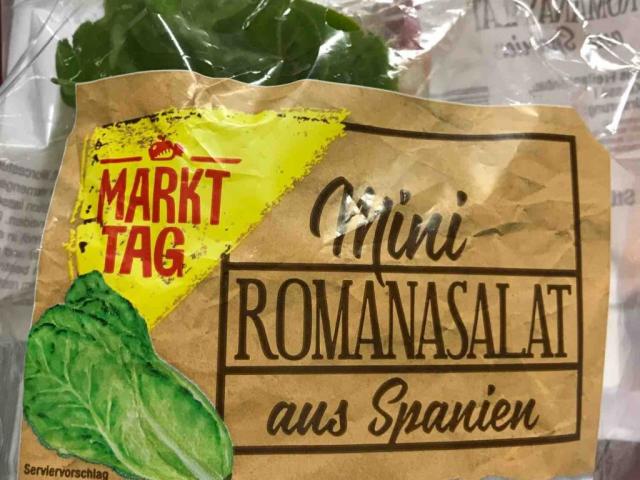 MARKT
TAG
Mini
ROMANASALAT
aus Spanien
Serviervorschlag